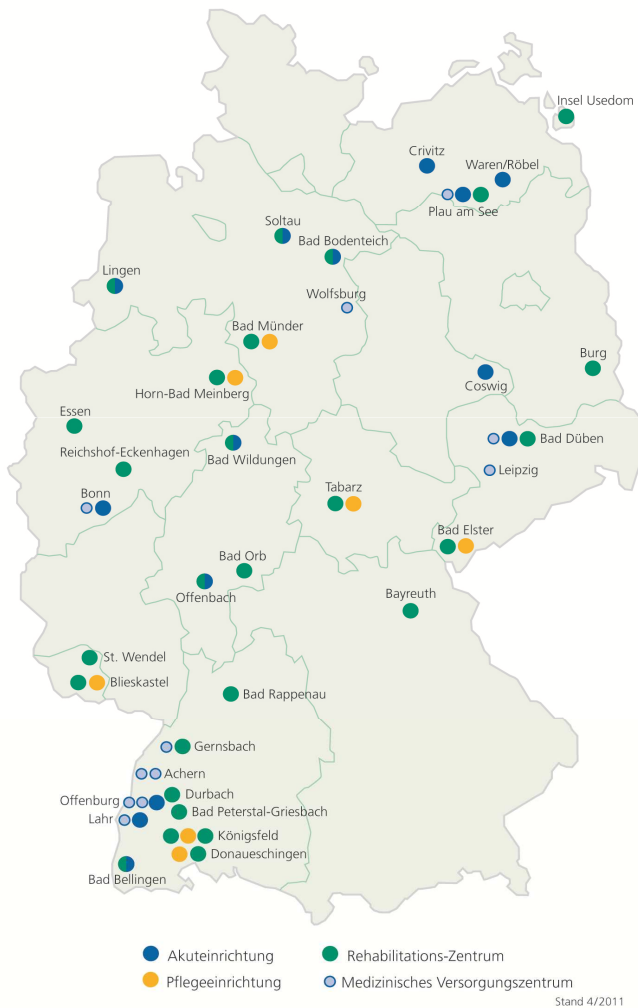 Insel Usedom
Crivitz
Waren/Röbel
Plau am See
Soltau
Bad Bodenteich
Lingen
Wolfsburg
Bad Münder
Burg
Horn-Bad Meinberg
Coswig
Essen
Bad Düben
Bad Wildungen
Reichshof-Eckenhagen
Leipzig
Tabarz
Bonn
Bad Elster
Bad Orb
Offenbach
Bayreuth
St. Wendel
Blieskastel
Bad Rappenau
Gernsbach
Achern
Durbach
Offenburg
Bad Peterstal-Griesbach
Lahr
Königsfeld
Donaueschingen
Bad Bellingen
Akuteinrichtung
Rehabilitations-Zentrum
Pflegeeinrichtung
Medizinisches Versorgungszentrum
Stand 4/2011